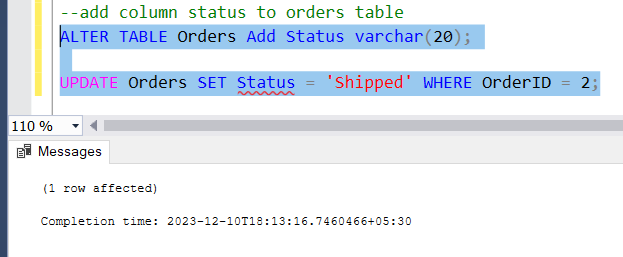 --add column status to orders table
ALTER TABLE Orders Add Status varchar(20);
UPDATE Orders SET Status = 'Shipped' WHERE OrderID = 2;
110 %
Messages
(1 row affected)
Completion time: 2023-12-10T18:13:16.7460466+05:30